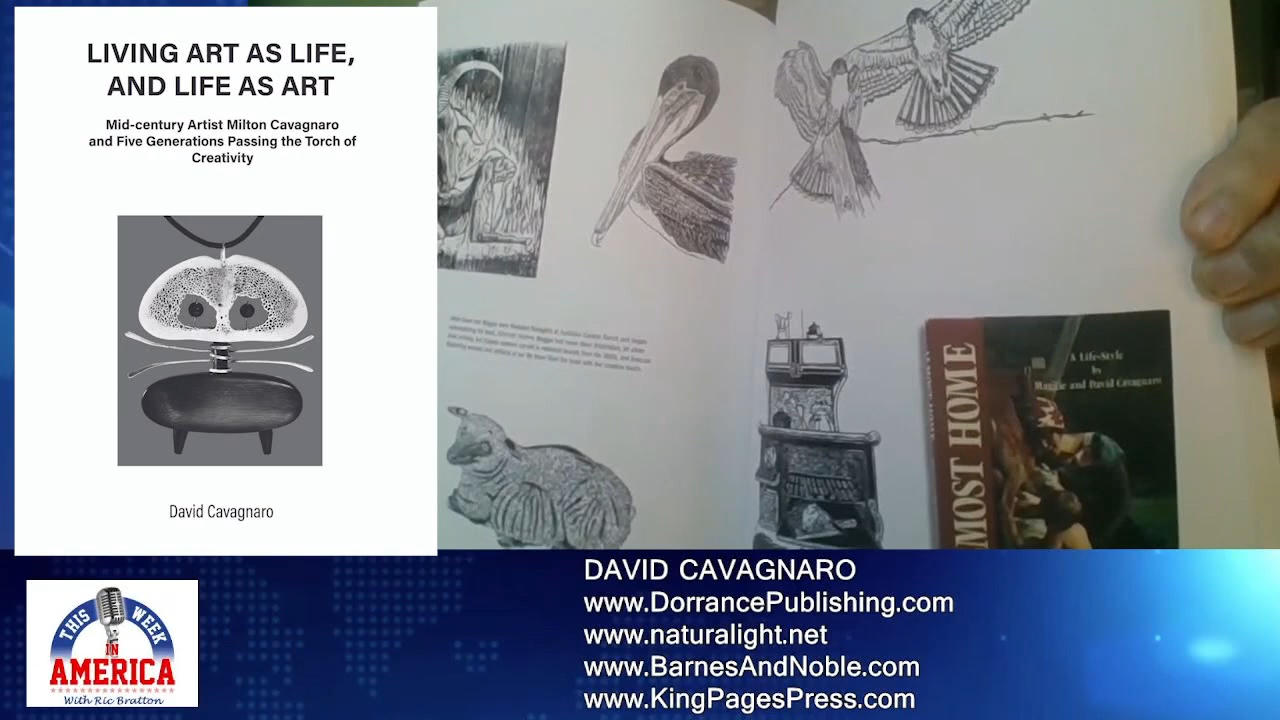 LIVING ART AS LIFE,
AND LIFE AS ART
Mid-century Artist Milton Cavagnaro
and Five Generations Passing the Torch of
Creativity
David Cavagnaro
A Life-Style
by
Maggie and David Cavagnaro
MOST HOME
THIS WEEK
IN
AMERICA
With Ric Bratton
DAVID CAVAGNARO
www.DorrancePublishing.com
www.naturalight.net
www.BarnesAndNoble.com
www.KingPagesPress.com